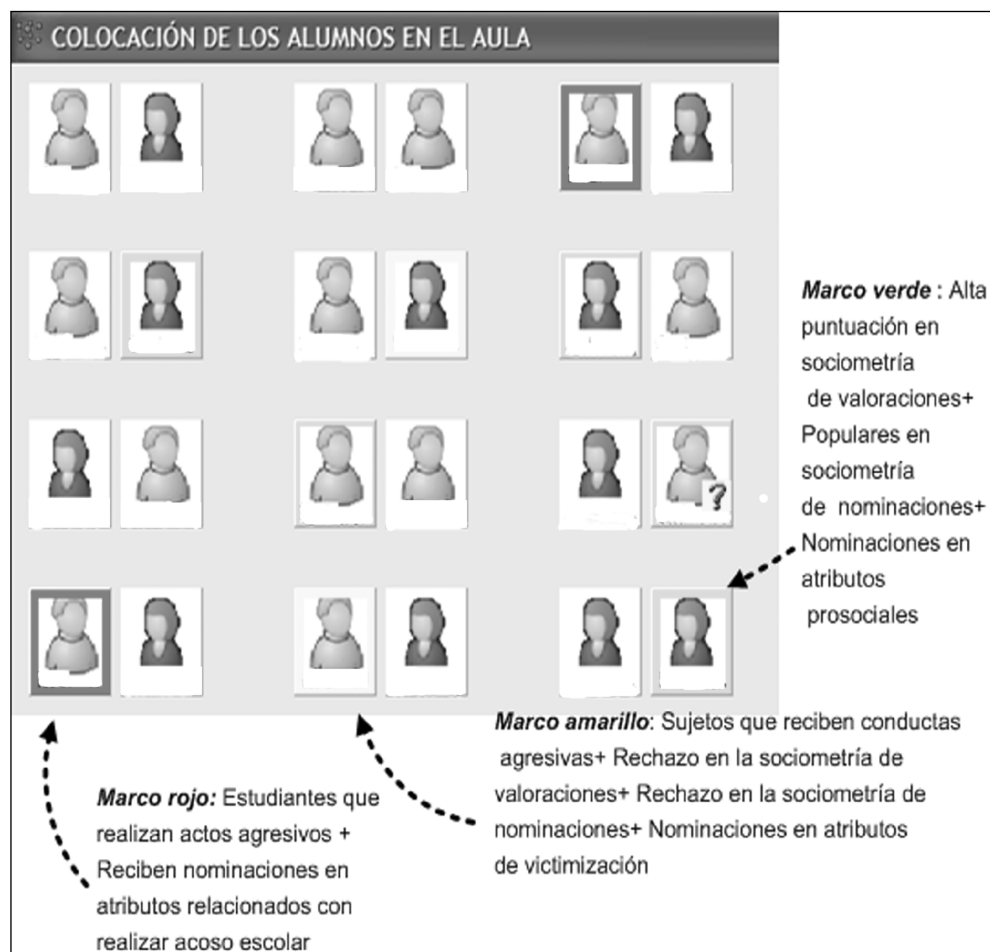 COLOCACIÓN DE LOS ALUMNOS EN EL AULA
?
Marco verde : Alta
puntuación en
sociometría
de valoraciones+
Populares en
sociometría
de nominaciones+
Nominaciones en
atributos
prosociales
Marco amarillo: Sujetos que reciben conductas
agresivas+ Rechazo en la sociometría de
valoraciones+ Rechazo en la sociometría de
nominaciones+ Nominaciones en atributos
de victimización
Marco rojo: Estudiantes que
realizan actos agresivos +
Reciben nominaciones en
atributos relacionados con
realizar acoso escolar